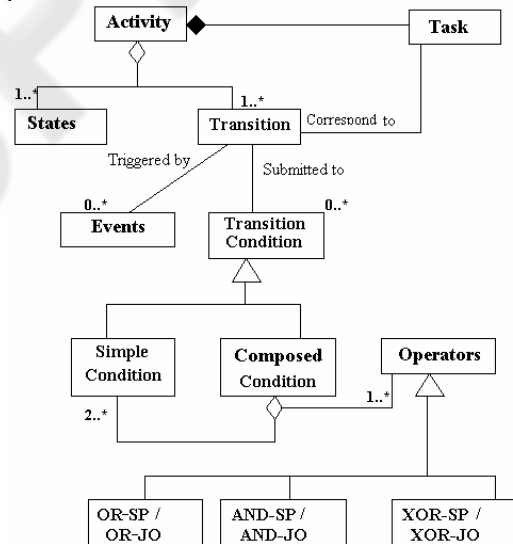 Activity
Task
1..*
1..*
States
Transition
Correspond to
Triggered by
Submitted to
0..*
0..*
Events
Transition
Condition
Simple
Condition
Composed
Condition
Operators
2..*
1..*
OR-SP /
OR-JO
AND-SP /
AND-JO
XOR-SP /
XOR-JO